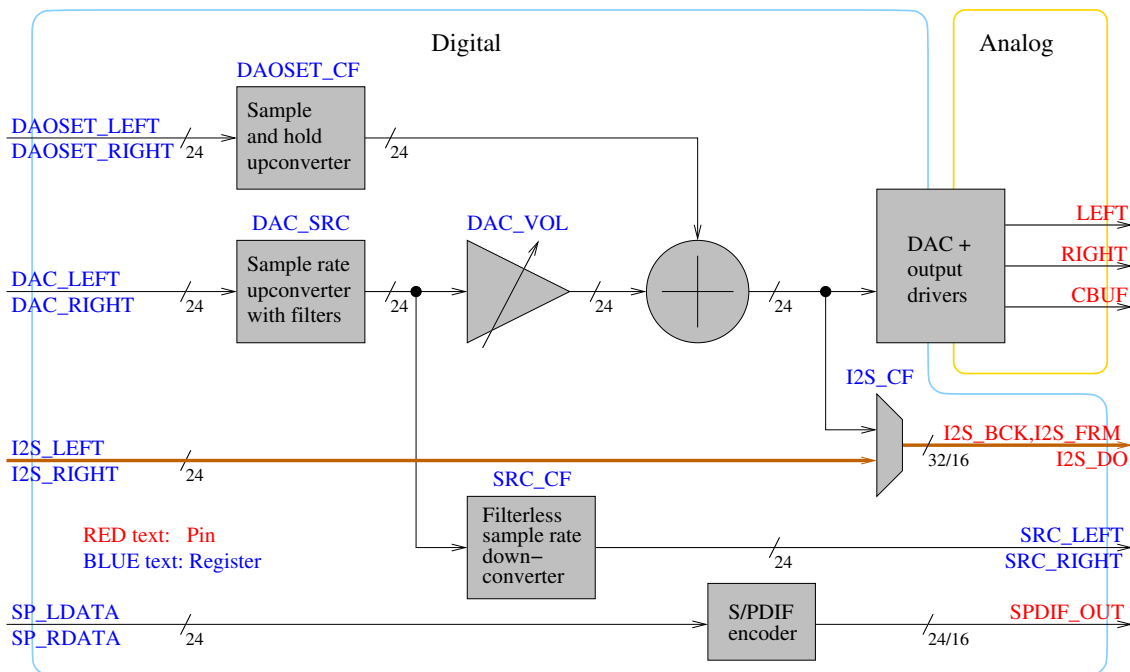 Digital
Analog
DAOSET_CF
DAOSET_LEFT
DAOSET_RIGHT
24
Sample
and hold
upconverter
24
DAC_SRC
DAC_VOL
DAC_LEFT
DAC_RIGHT
24
Sample rate
upconverter
with filters
24
24
24
DAC +
output
drivers
LEFT
RIGHT
CBUF
I2S_CF
I2S_LEFT
I2S_RIGHT
24
I2S_BCK,I2S_FRM
I2S_DO
32/16
SRC_CF
Filterless
sample rate
down−
converter
24
SRC_LEFT
SRC_RIGHT
RED text: Pin
BLUE text: Register
SP_LDATA
SP_RDATA
24
S/PDIF
encoder
24/16
SPDIF_OUT